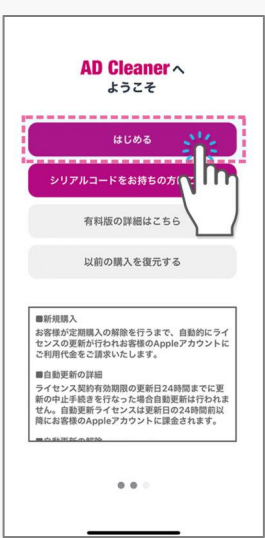 AD Cleaner へ
ようこそ
はじめる
シリアルコードをお持ちの方は
有料版の詳細はこちら
以前の購入を復元する
■新規購入
お客様が定期購入の解除を行うまで、自動的にライ
センスの更新が行われお客様のAppleアカウントに
ご利用代金をご請求いたします。
■自動更新の詳細
ライセンス契約有効期限の更新日24時間までに更
新の中止手続きを行なった場合自動更新は行われま
せん。自動更新ライセンスは更新日の24時間前以
降にお客様のAppleアカウントに課金されます。
■自動更新の解除